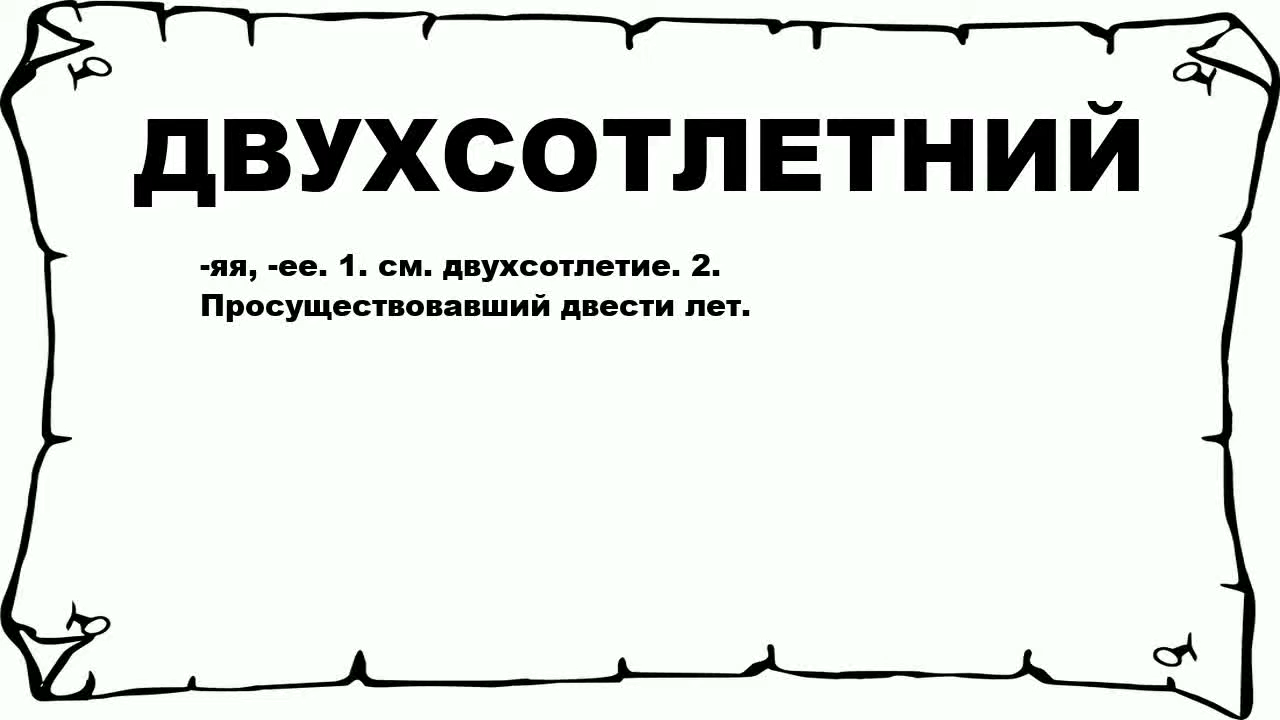 ДВУХСОТЛЕТНИЙ
-яя, -ее. 1. см. двухсотлетие. 2.
Просуществовавший двести лет.